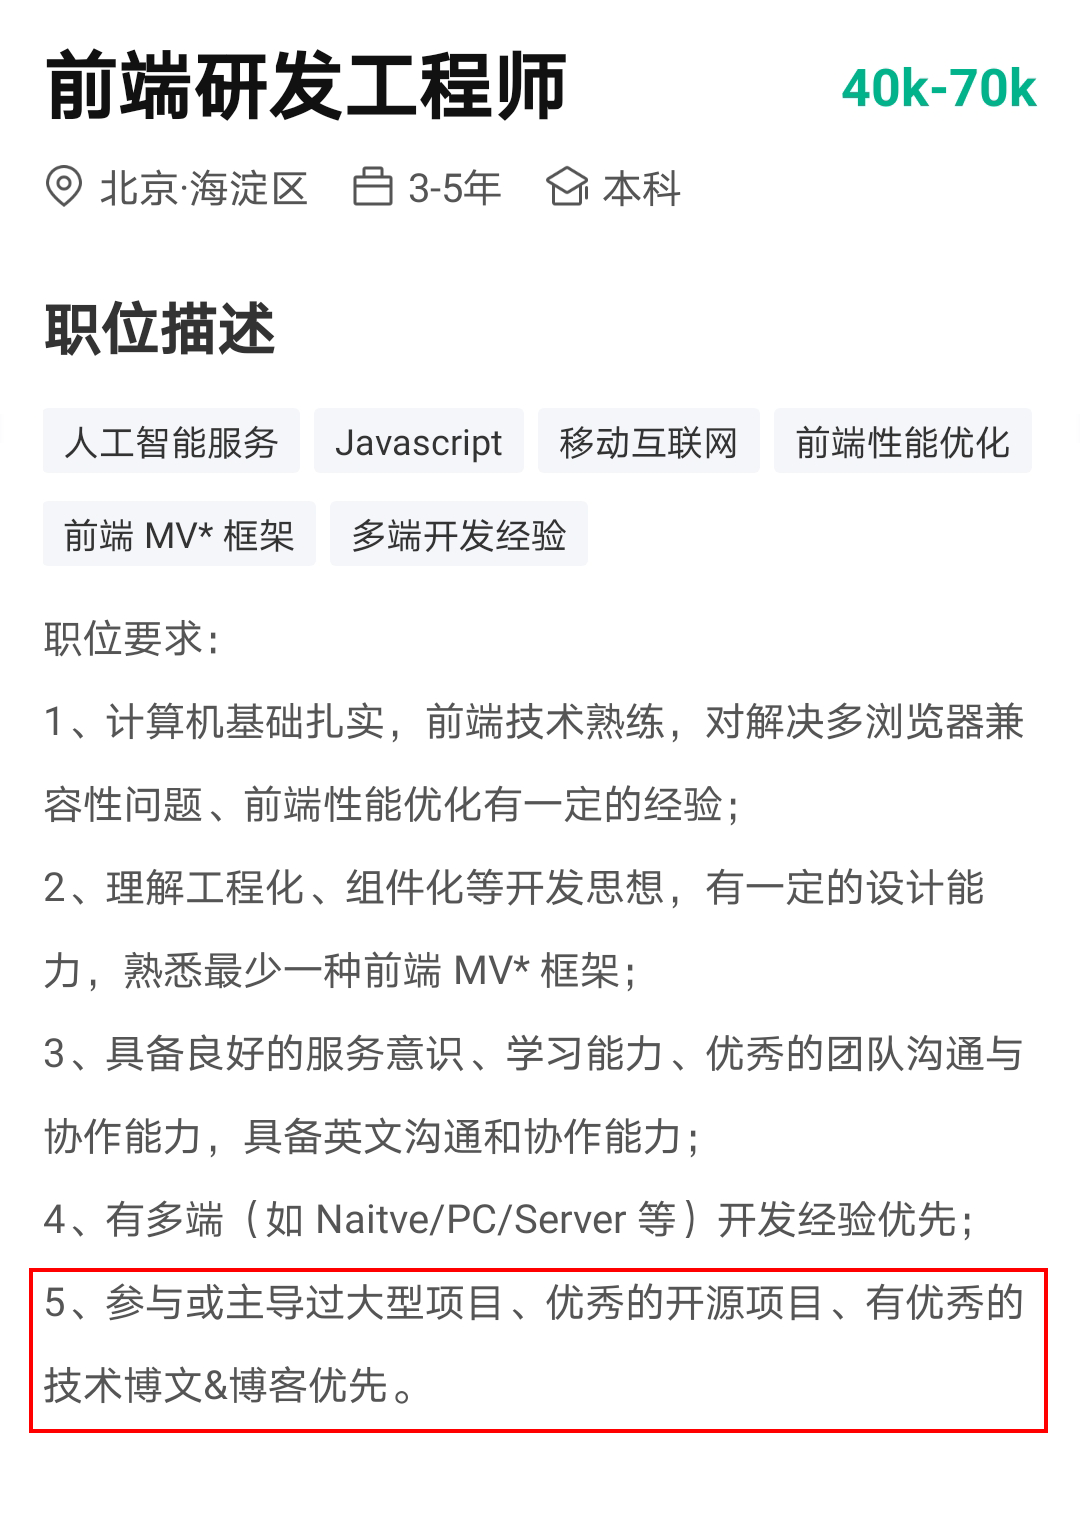 前端研发工程师
40k-70k
北京·海淀区 3-5年 本科
职位描述
人工智能服务 Javascript 移动互联网 前端性能优化
前端 MV* 框架 多端开发经验
职位要求：
1、计算机基础扎实，前端技术熟练，对解决多浏览器兼
容性问题、前端性能优化有一定的经验；
2、理解工程化、组件化等开发思想，有一定的设计能
力，熟悉最少一种前端 MV* 框架；
3、具备良好的服务意识、学习能力、优秀的团队沟通与
协作能力，具备英文沟通和协作能力；
4、有多端（如 Naitve/PC/Server 等）开发经验优先；
5、参与或主导过大型项目、优秀的开源项目、有优秀的
技术博文&博客优先。